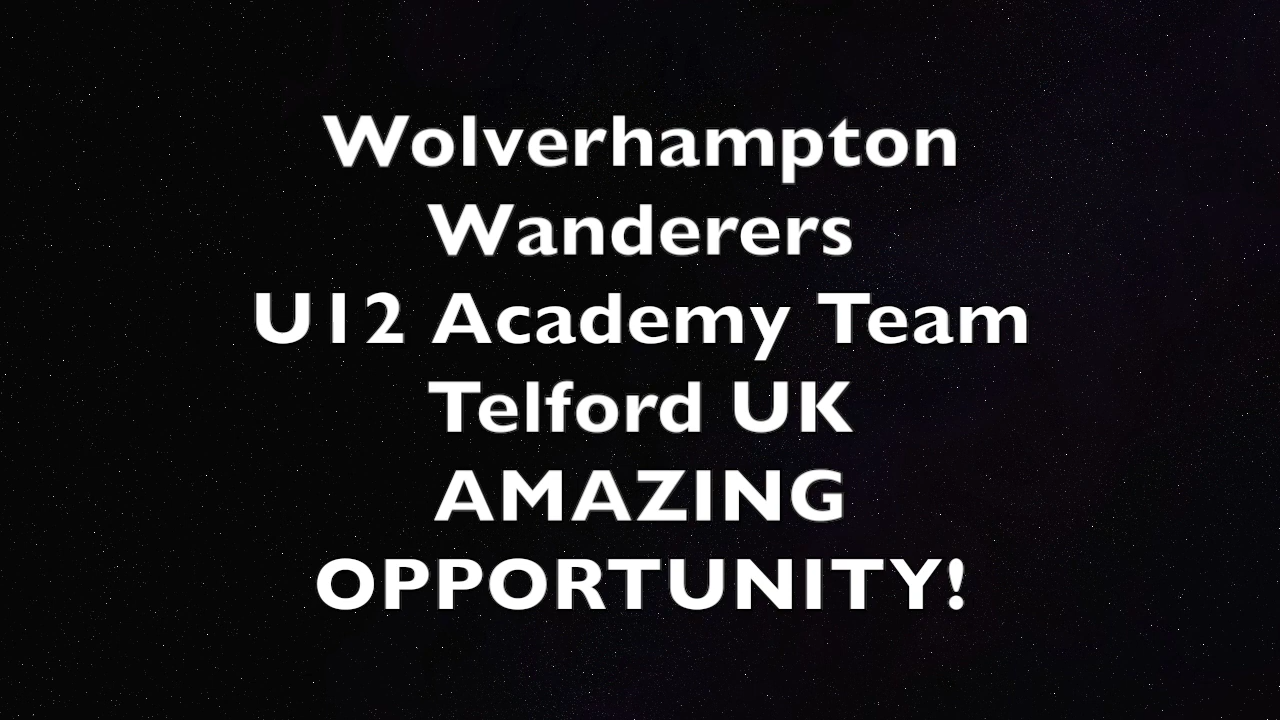 Wolverhampton
Wanderers
U12 Academy Team
Telford UK
AMAZING
OPPORTUNITY!